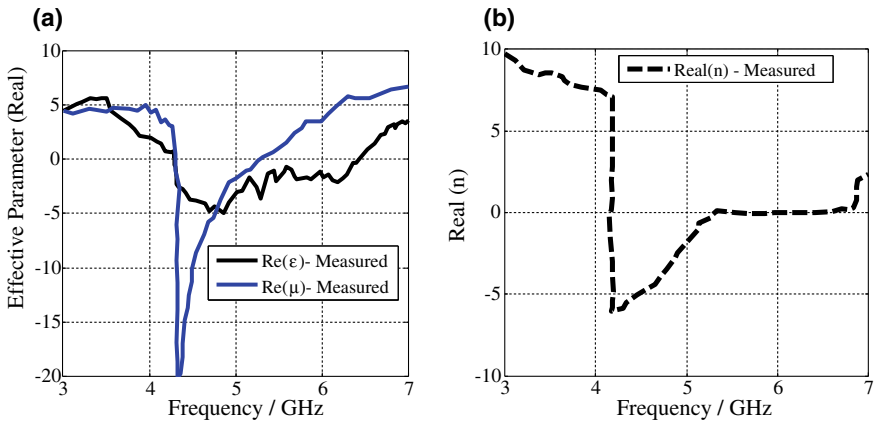 (a)
10
5
0
-5
-10
-15
-20
Effective Parameter (Real)
Re(ε)- Measured
Re(μ)- Measured
3 4 5 6 7
Frequency / GHz
(b)
10
5
0
-5
-10
Real (n)
Real(n) - Measured
3 4 5 6 7
Frequency / GHz